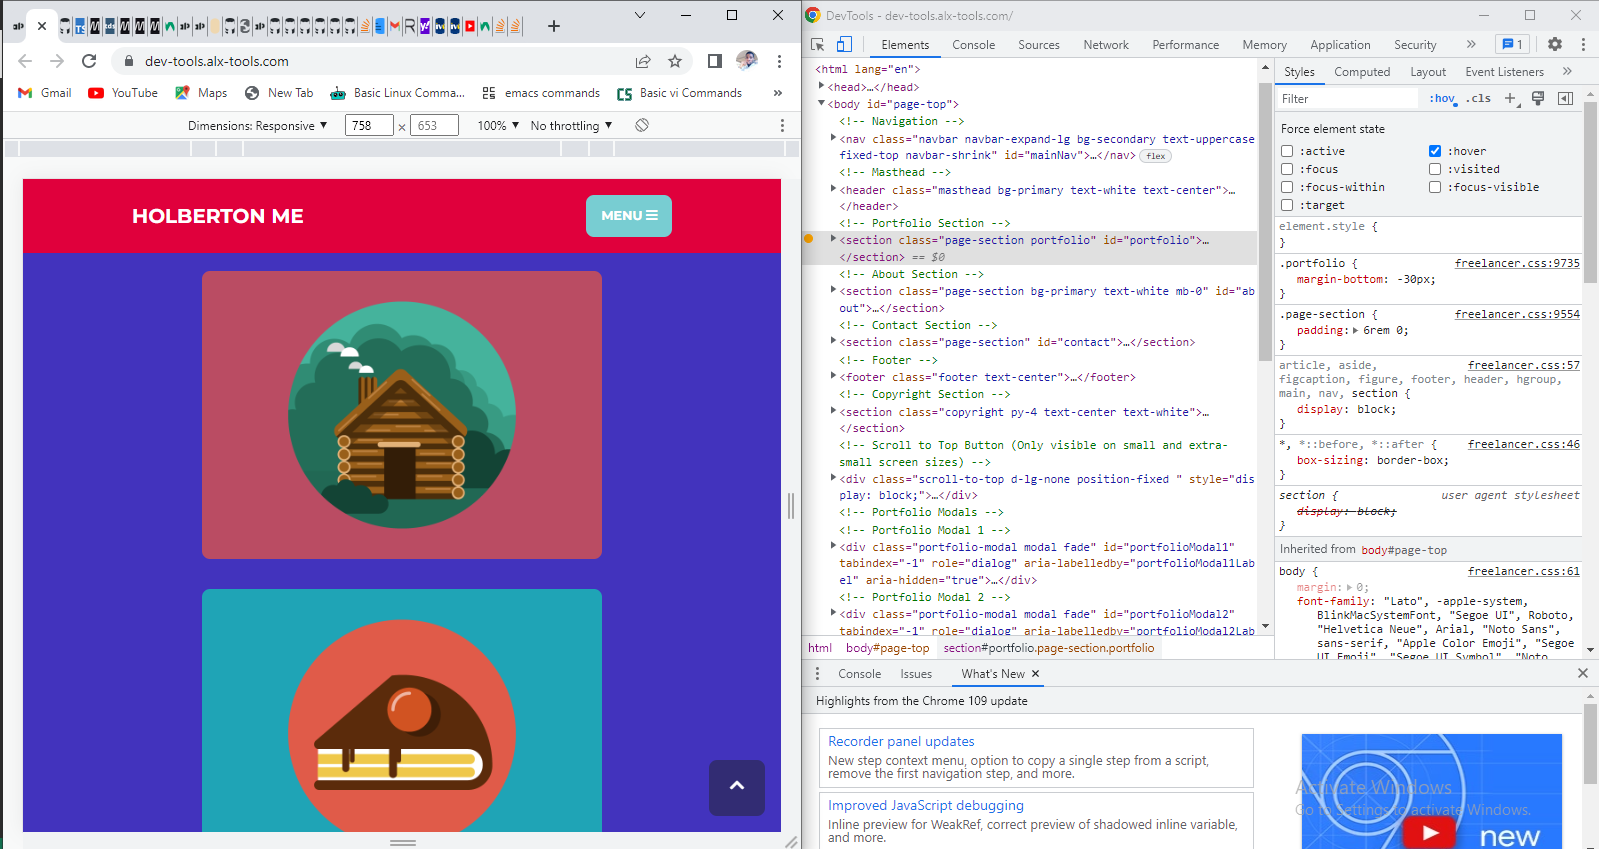 dev-tools.alx-tools.com
Gmail
YouTube
Maps
New Tab
Basic Linux Comma...
emacs commands
Basic vi Commands
»
Dimensions: Responsive ▼
758
×
653
100% ▼
No throttling ▼
HOLBERTON ME
MENU
DevTools - dev-tools.alx-tools.com/
Elements
Console
Sources
Network
Performance
Memory
Application
Security
»
1
<html lang="en">
<head>…</head>
<body id="page-top">
<!-- Navigation -->
<nav class="navbar navbar-expand-lg bg-secondary text-uppercase
fixed-top navbar-shrink" id="mainNav">…</nav> flex
<!-- Masthead -->
<header class="masthead bg-primary text-white text-center">…
</header>
<!-- Portfolio Section -->
<section class="page-section portfolio" id="portfolio">…
</section> == $0
<!-- About Section -->
<section class="page-section bg-primary text-white mb-0" id="ab
out">…</section>
<!-- Contact Section -->
<section class="page-section" id="contact">…</section>
<!-- Footer -->
<footer class="footer text-center">…</footer>
<!-- Copyright Section -->
<section class="copyright py-4 text-center text-white">…
</section>
<!-- Scroll to Top Button (Only visible on small and extra-
small screen sizes) -->
<div class="scroll-to-top d-lg-none position-fixed " style="dis
play: block;">…</div>
<!-- Portfolio Modals -->
<!-- Portfolio Modal 1 -->
<div class="portfolio-modal modal fade" id="portfolioModal1"
tabindex="-1" role="dialog" aria-labelledby="portfolioModal1Lab
el" aria-hidden="true">…</div>
<!-- Portfolio Modal 2 -->
<div class="portfolio-modal modal fade" id="portfolioModal2"
tabindex="-1" role="dialog" aria-labelledby="portfolioModal2Lab
html
body#page-top
section#portfolio.page-section.portfolio
Styles
Computed
Layout
Event Listeners
»
Filter
:hov
.cls
Force element state
:active
:hover
:focus
:visited
:focus-within
:focus-visible
:target
element.style {
}
.portfolio { freelancer.css:9735
margin-bottom: -30px;
}
.page-section { freelancer.css:9554
padding: 6rem 0;
}
article, aside, freelancer.css:57
figcaption, figure, footer, header, hgroup,
main, nav, section {
display: block;
}
*, *::before, *::after { freelancer.css:46
box-sizing: border-box;
}
section { user agent stylesheet
display: block;
}
Inherited from body#page-top
body { freelancer.css:61
margin: 0;
font-family: "Lato", -apple-system,
BlinkMacSystemFont, "Segoe UI", Roboto,
"Helvetica Neue", Arial, "Noto Sans",
sans-serif, "Apple Color Emoji", "Segoe
UI Emoji", "Segoe UI Symbol", "Noto
Console
Issues
What's New
Highlights from the Chrome 109 update
Recorder panel updates
New step context menu, option to copy a single step from a script,
remove the first navigation step, and more.
Improved JavaScript debugging
Inline preview for WeakRef, correct preview of shadowed inline variable,
and more.
Activate Windows
Go to Settings to activate Windows.
new